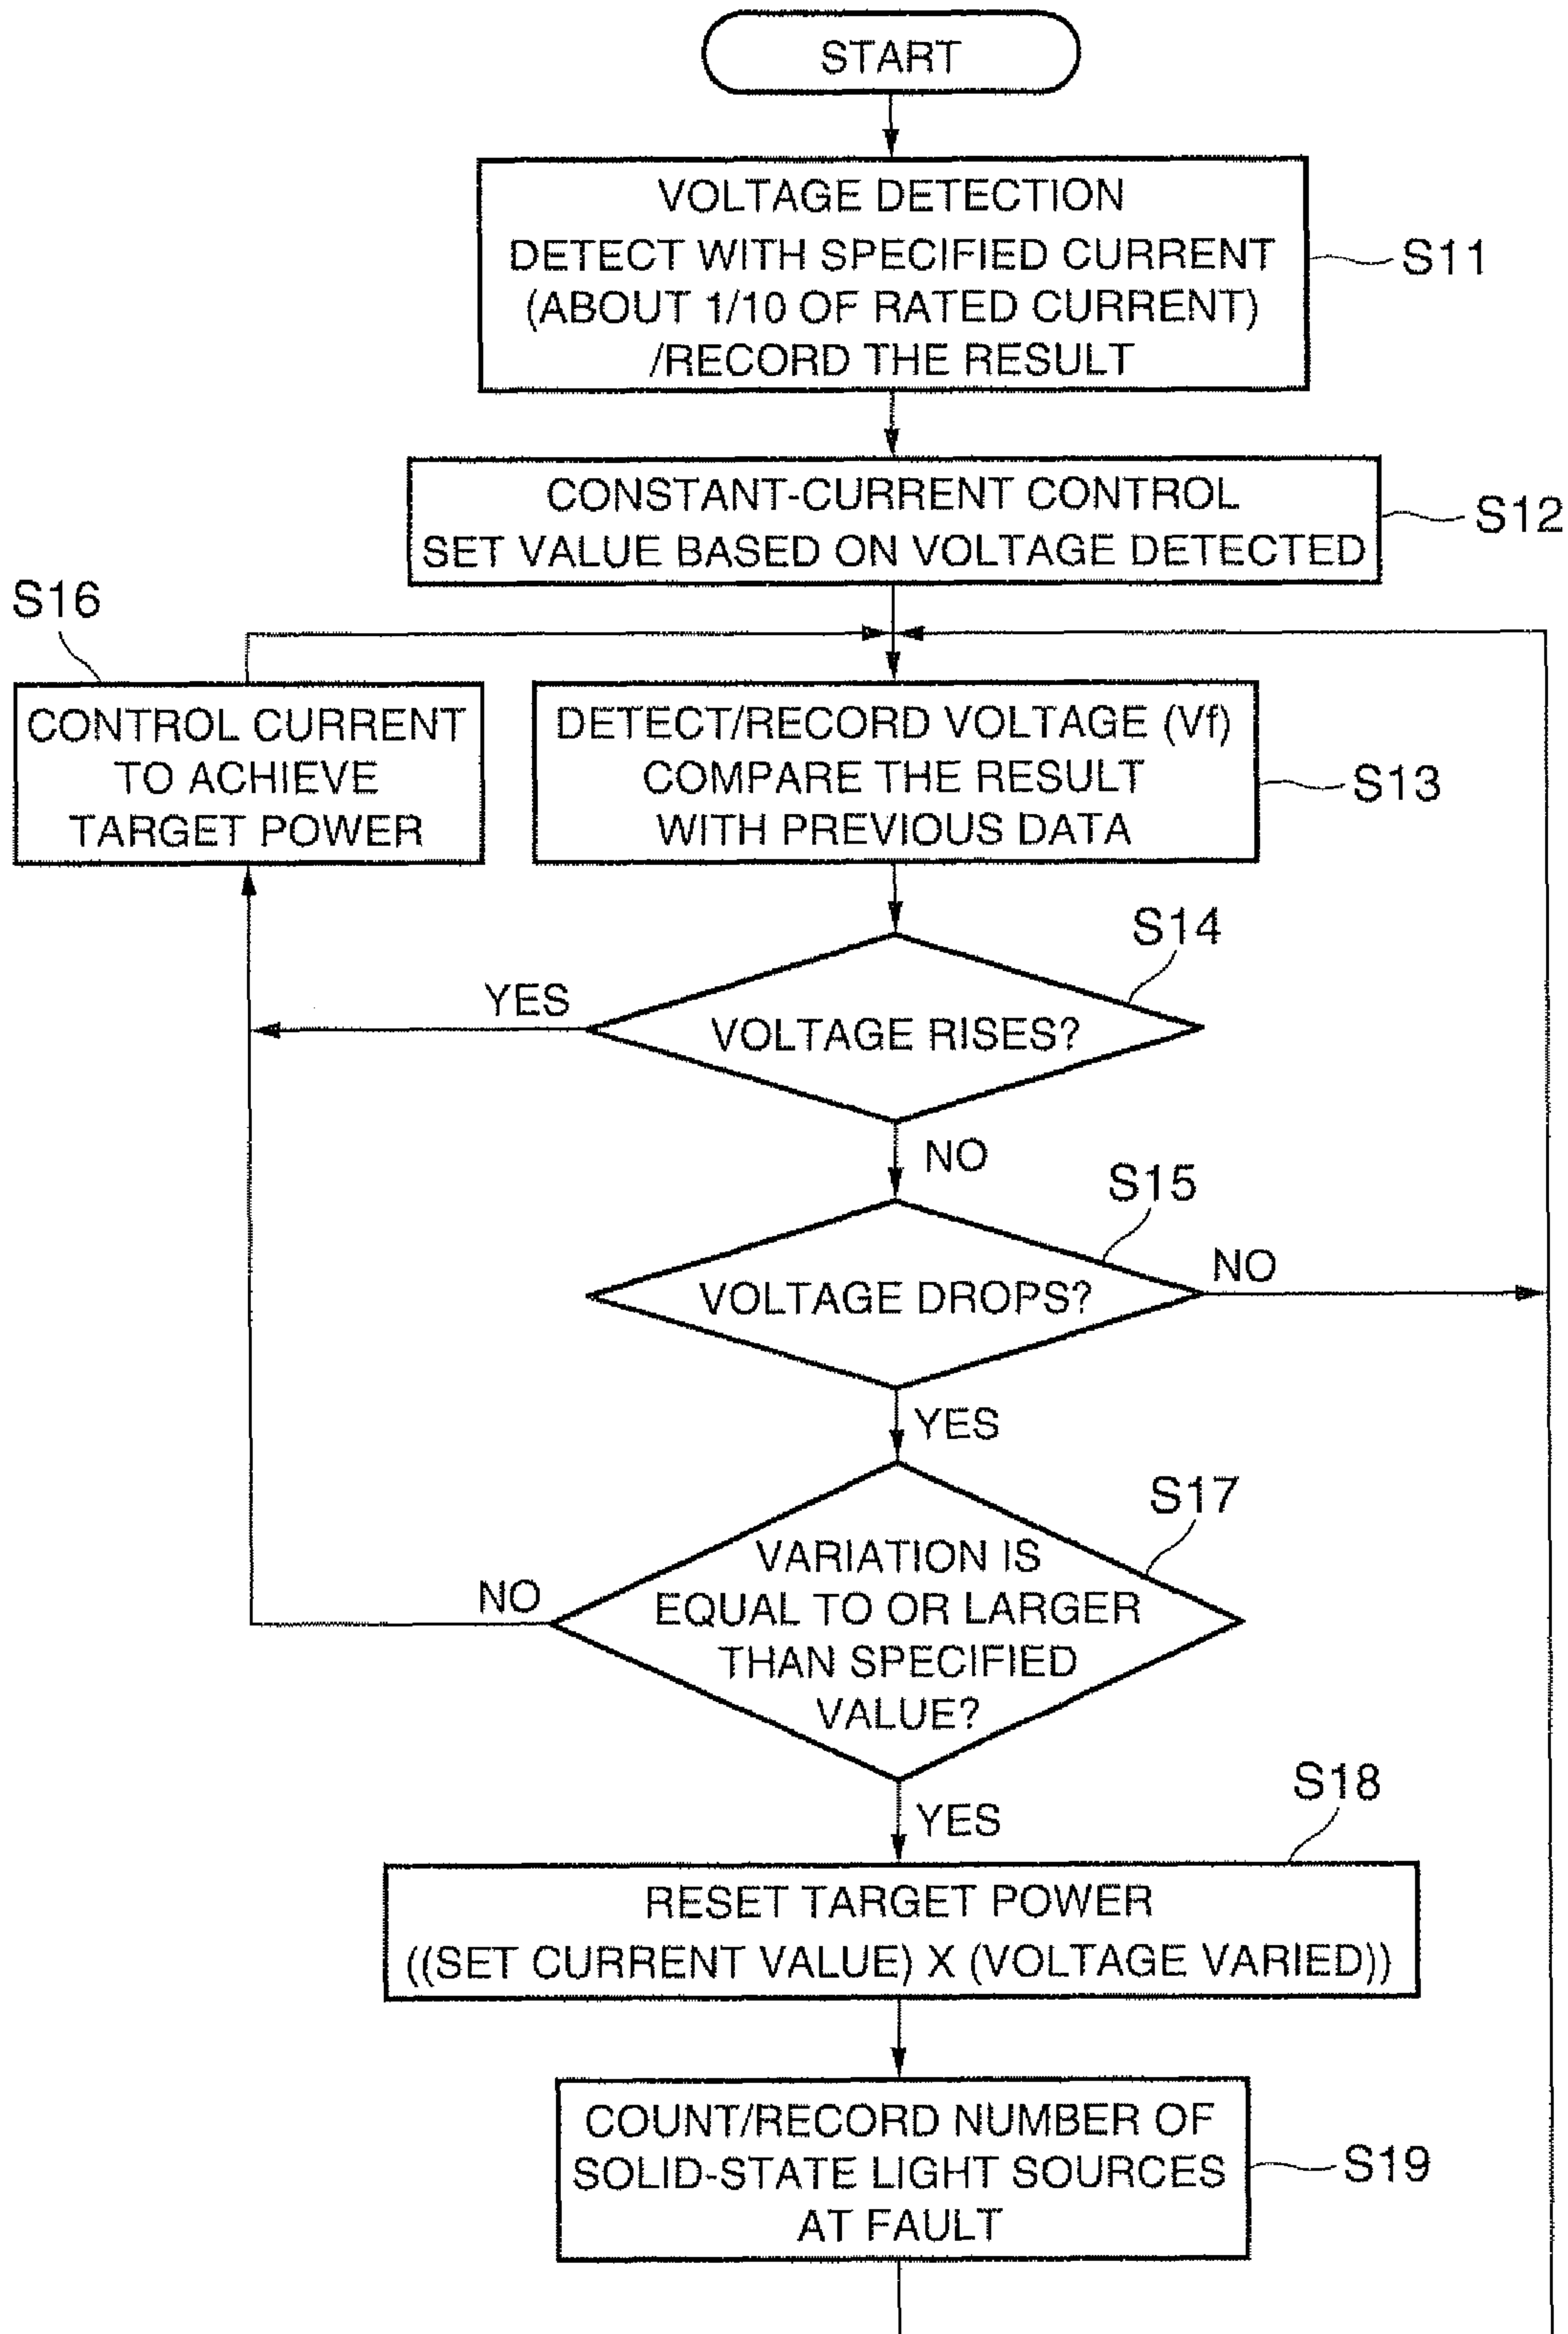 START
VOLTAGE DETECTION
DETECT WITH SPECIFIED CURRENT
(ABOUT 1/10 OF RATED CURRENT)
/RECORD THE RESULT
S11
CONSTANT-CURRENT CONTROL
SET VALUE BASED ON VOLTAGE DETECTED
S12
S16
CONTROL CURRENT
TO ACHIEVE
TARGET POWER
DETECT/RECORD VOLTAGE (Vf)
COMPARE THE RESULT
WITH PREVIOUS DATA
S13
S14
YES
VOLTAGE RISES?
NO
S15
VOLTAGE DROPS?
NO
YES
S17
VARIATION IS
EQUAL TO OR LARGER
THAN SPECIFIED
VALUE?
NO
YES
S18
RESET TARGET POWER
((SET CURRENT VALUE) X (VOLTAGE VARIED))
COUNT/RECORD NUMBER OF
SOLID-STATE LIGHT SOURCES
AT FAULT
S19